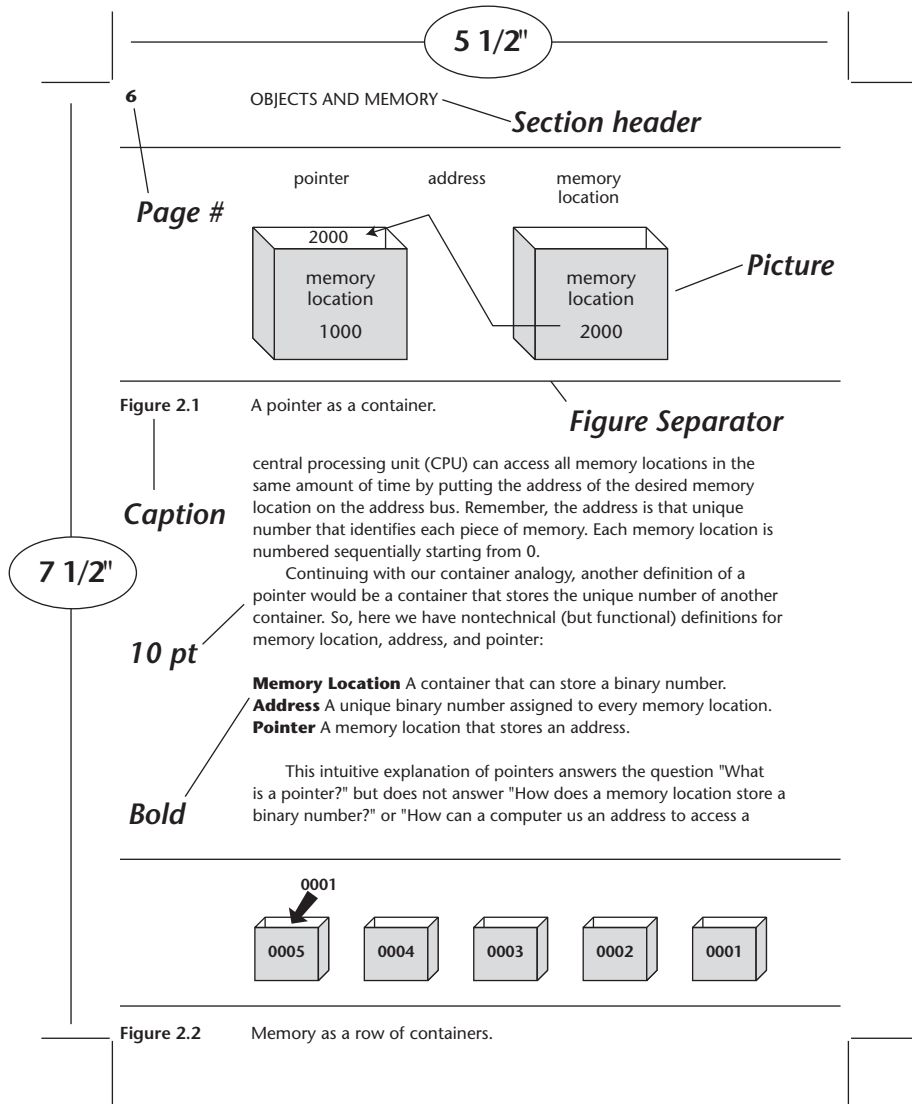 5 1/2"
6 OBJECTS AND MEMORY
Section header
pointer address memory
location
Page #
2000
memory
location
1000
memory
location
2000
Picture
Figure 2.1 A pointer as a container.
Figure Separator
central processing unit (CPU) can access all memory locations in the
same amount of time by putting the address of the desired memory
location on the address bus. Remember, the address is that unique
number that identifies each piece of memory. Each memory location is
numbered sequentially starting from 0.
Caption
7 1/2"
Continuing with our container analogy, another definition of a
pointer would be a container that stores the unique number of another
container. So, here we have nontechnical (but functional) definitions for
memory location, address, and pointer:
10 pt
Memory Location A container that can store a binary number.
Address A unique binary number assigned to every memory location.
Pointer A memory location that stores an address.
This intuitive explanation of pointers answers the question "What
is a pointer?" but does not answer "How does a memory location store a
binary number?" or "How can a computer us an address to access a
Bold
0001
0005 0004 0003 0002 0001
Figure 2.2 Memory as a row of containers.